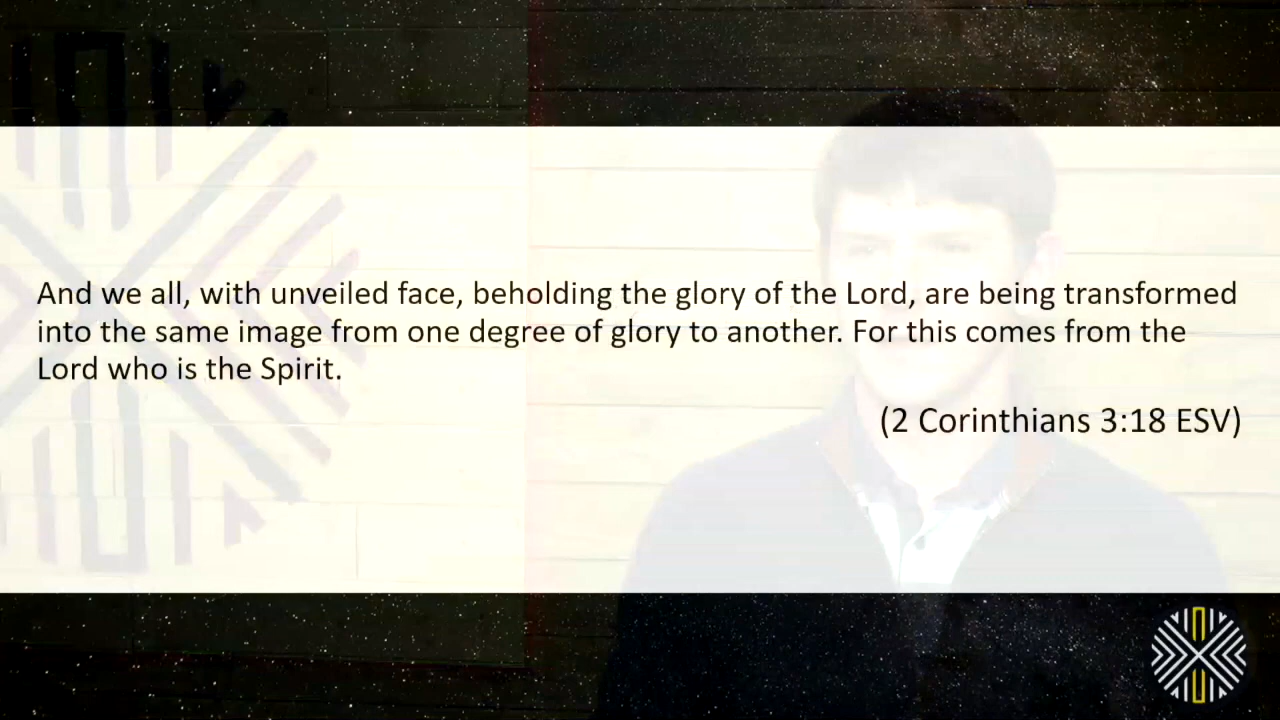 And we all, with unveiled face, beholding the glory of the Lord, are being transformed
into the same image from one degree of glory to another. For this comes from the
Lord who is the Spirit.
(2 Corinthians 3:18 ESV)